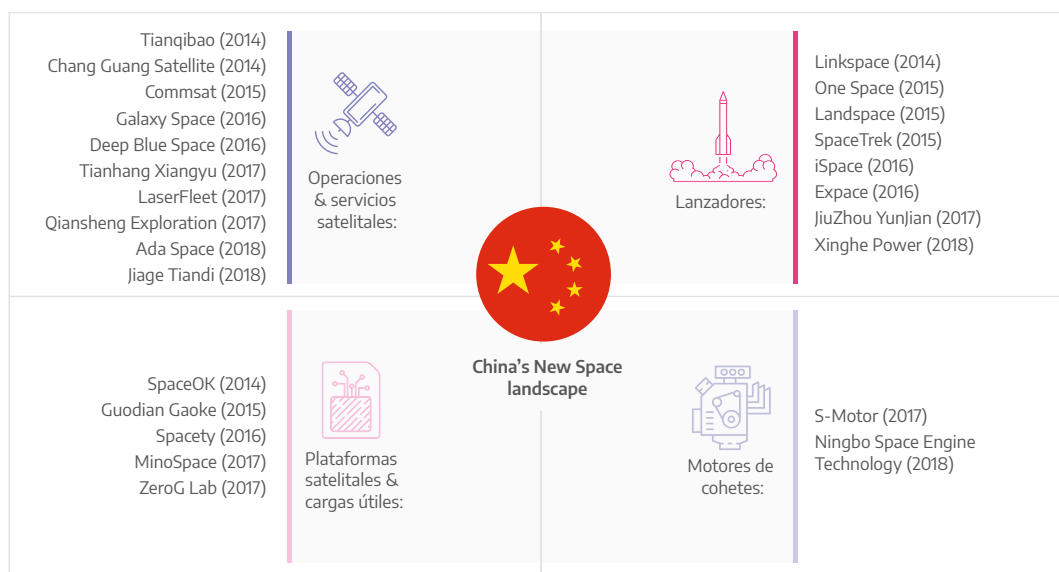 Tianqibao (2014)
Chang Guang Satellite (2014)
Commsat (2015)
Galaxy Space (2016)
Deep Blue Space (2016)
Tianhang Xiangyu (2017)
LaserFleet (2017)
Qiansheng Exploration (2017)
Ada Space (2018)
Jiage Tiandi (2018)
Operaciones
& servicios
satelitales:
Lanzadores:
Linkspace (2014)
One Space (2015)
Landspace (2015)
SpaceTrek (2015)
iSpace (2016)
Expace (2016)
JiuZhou YunJian (2017)
Xinghe Power (2018)
China's New Space
landscape
SpaceOK (2014)
Guodian Gaoke (2015)
Spacety (2016)
MinoSpace (2017)
ZeroG Lab (2017)
Plataformas
satelitales &
cargas útiles:
Motores de
cohetes:
S-Motor (2017)
Ningbo Space Engine
Technology (2018)